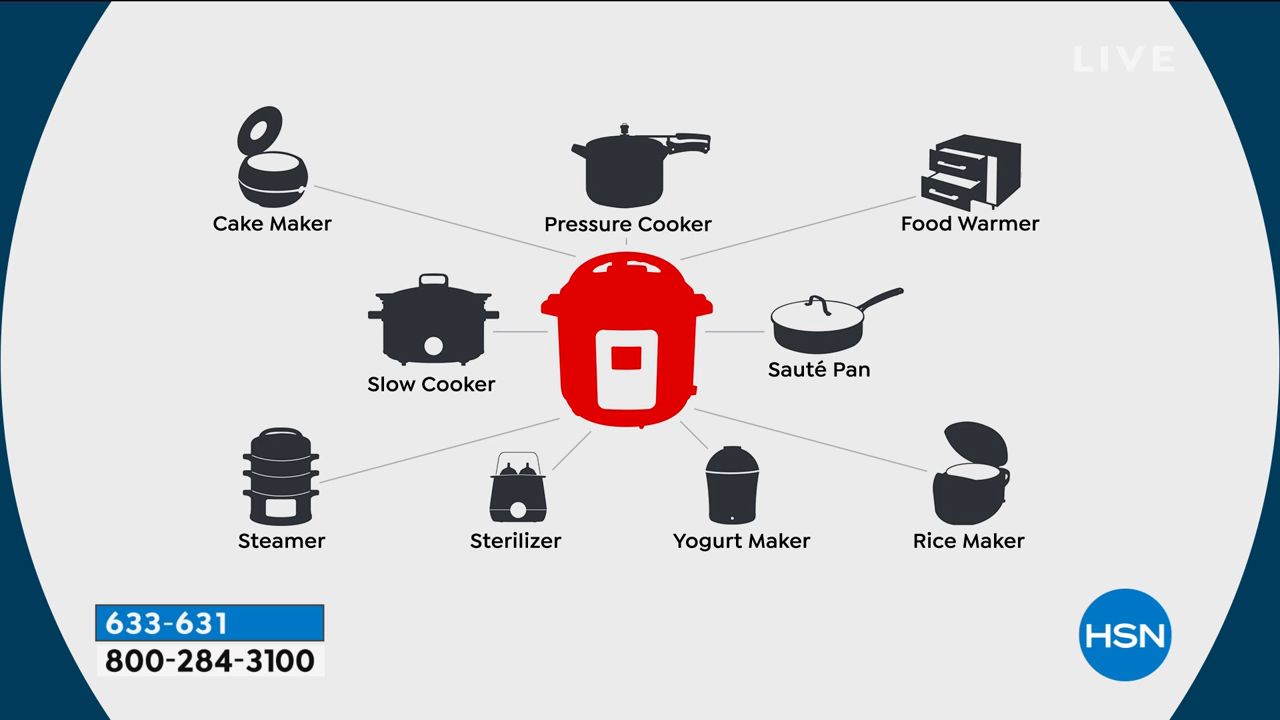 LIVE
Cake Maker
Pressure Cooker
Food Warmer
Slow Cooker
Sauté Pan
Steamer
Sterilizer
Yogurt Maker
Rice Maker
633-631
800-284-3100
HSN